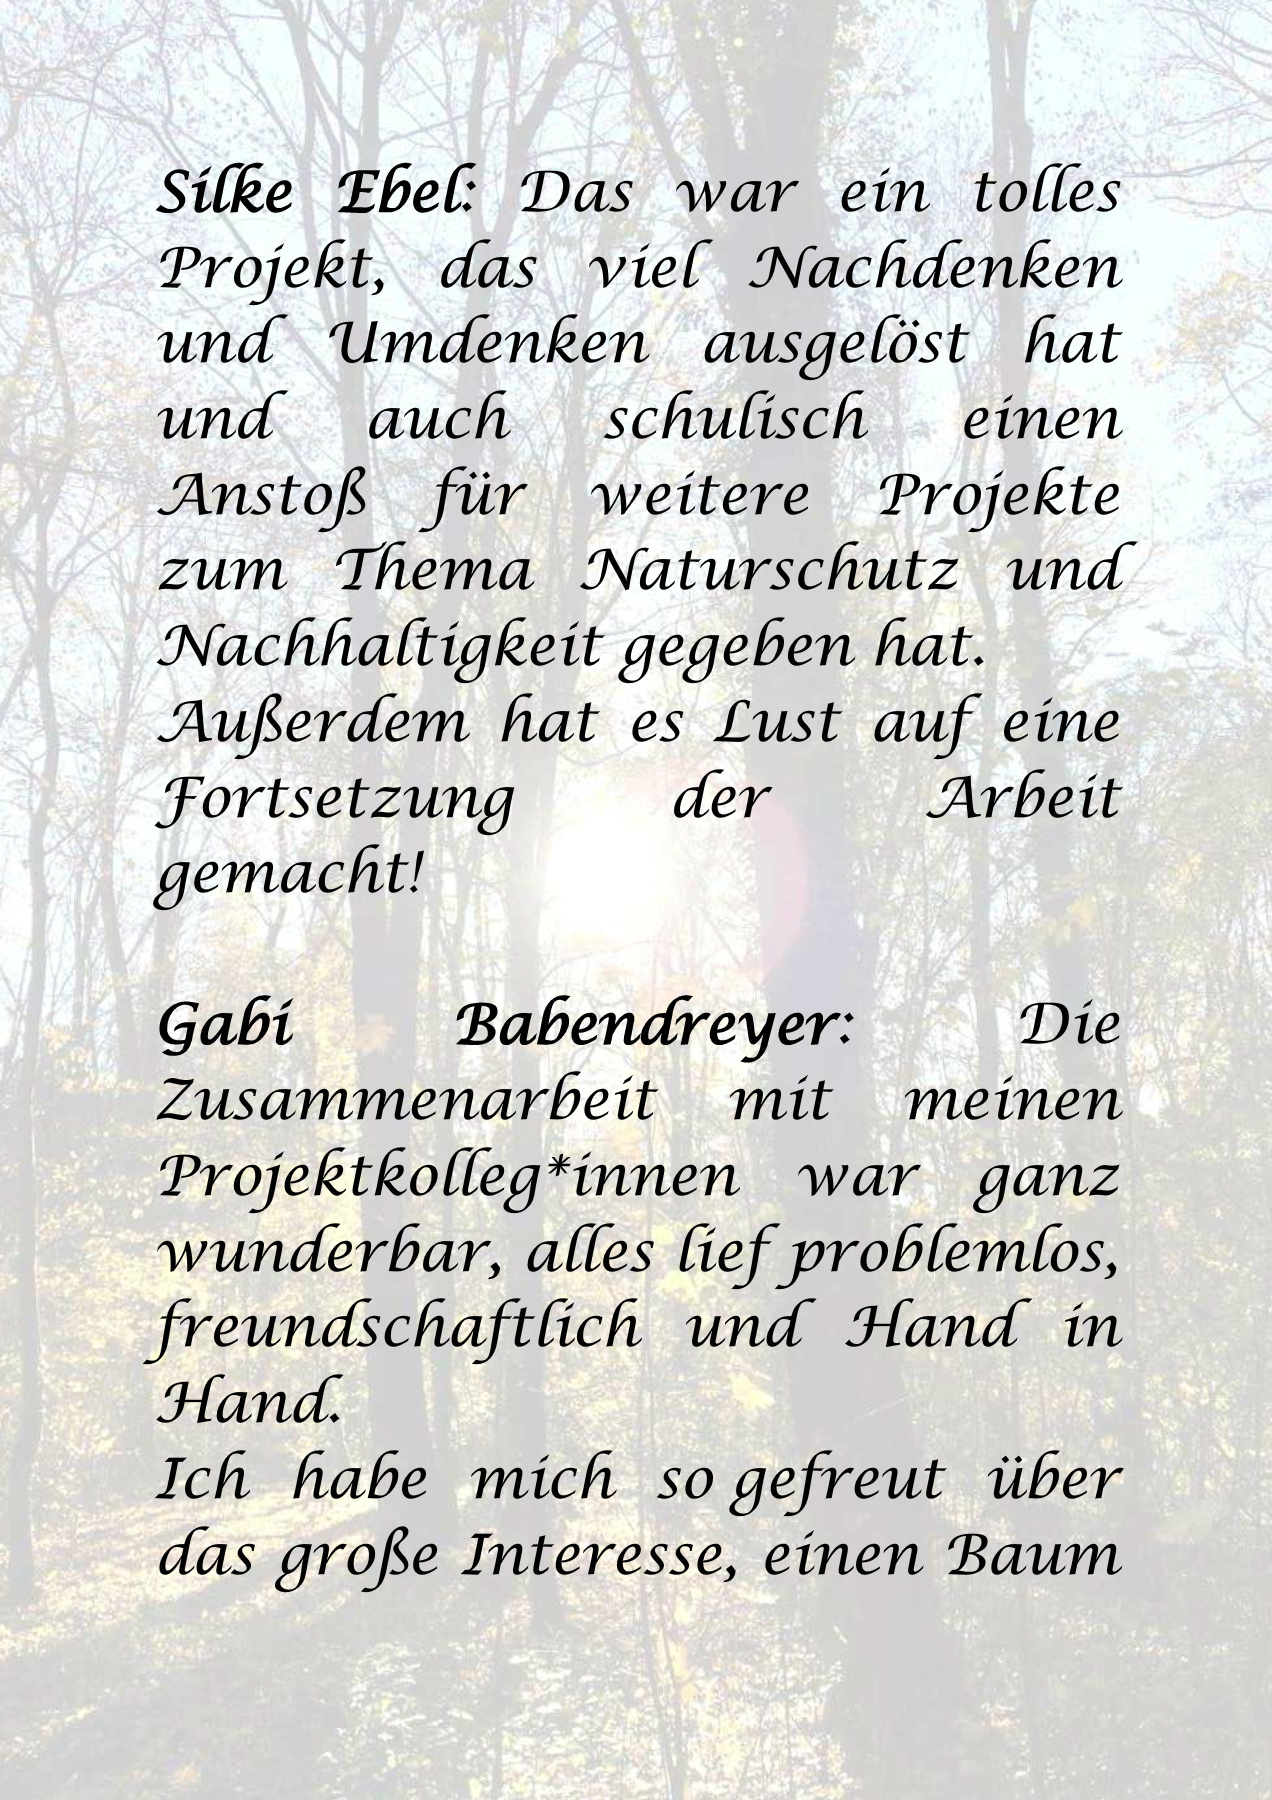 Silke Ebel: Das war ein tolles
Projekt, das viel Nachdenken
und Umdenken ausgelöst hat
und auch schulisch einen
Anstoß für weitere Projekte
zum Thema Naturschutz und
Nachhaltigkeit gegeben hat.
Außerdem hat es Lust auf eine
Fortsetzung der Arbeit
gemacht!
Gabi Babendreyer: Die
Zusammenarbeit mit meinen
Projektkolleg*innen war ganz
wunderbar, alles lief problemlos,
freundschaftlich und Hand in
Hand.
Ich habe mich so gefreut über
das große Interesse, einen Baum